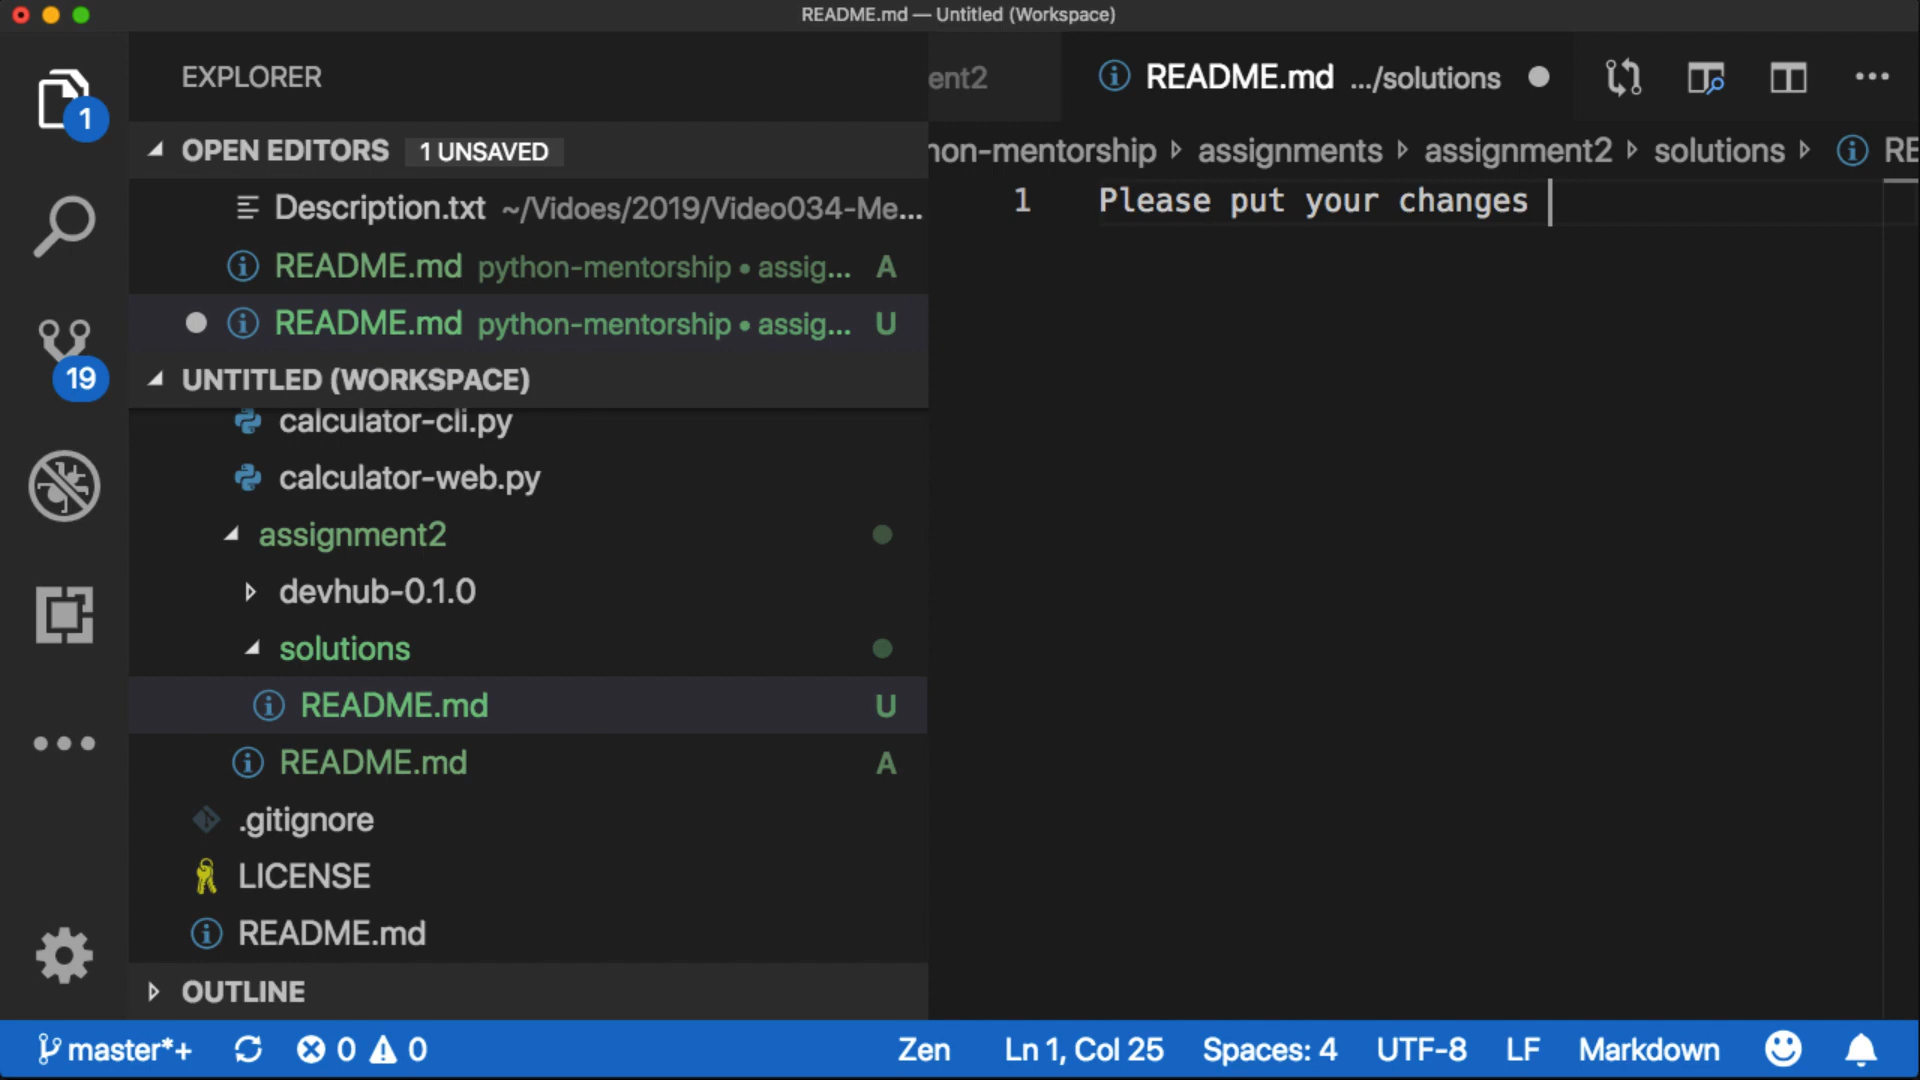 README.md — Untitled (Workspace)
EXPLORER
1
OPEN EDITORS 1 UNSAVED
Description.txt ~/Vidoes/2019/Video034-Me...
README.md python-mentorship • assig... A
README.md python-mentorship • assig... U
19
UNTITLED (WORKSPACE)
calculator-cli.py
calculator-web.py
assignment2
devhub-0.1.0
solutions
README.md U
README.md A
.gitignore
LICENSE
README.md
OUTLINE
ent2
README.md .../solutions
hon-mentorship assignments assignment2 solutions RE
1 Please put your changes
master*+ 0 0 Zen Ln 1, Col 25 Spaces: 4 UTF-8 LF Markdown